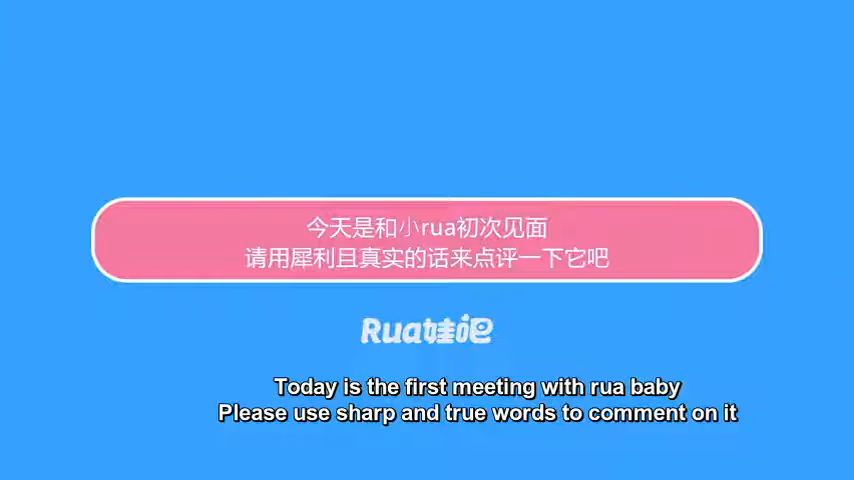 今天是和小rua初次见面
请用犀利且真实的话来点评一下它吧
Rua娃吧
Today is the first meeting with rua baby
Please use sharp and true words to comment on it